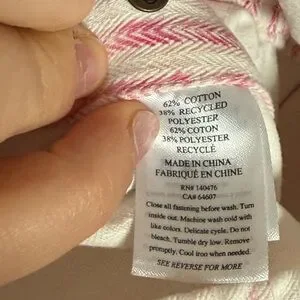 62% COTTON
38% RECYCLED
POLYESTER
62% COTON
38% POLYESTER
RECYCLÉ
MADE IN CHINA
FABRIQUÉ EN CHINE
RN# 140476
CA# 64607
Close all fastening before wash. Turn
inside out. Machine wash cold with
like colors. Delicate cycle. Do not
bleach. Tumble dry low. Remove
promptly. Cool iron when needed.
SEE REVERSE FOR MORE